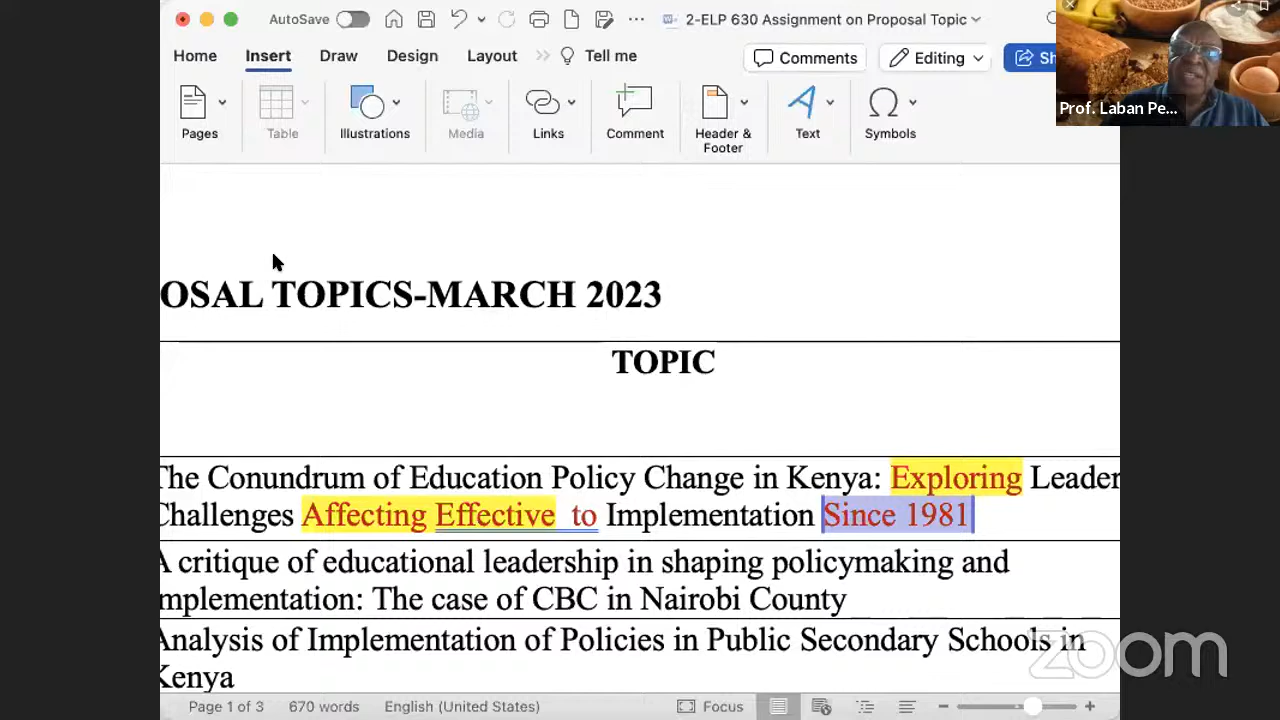 AutoSave
2-ELP 630 Assignment on Proposal Topic
Home Insert Draw Design Layout Tell me Comments Editing
Pages Table Illustrations Media Links Comment Header & Footer Text Symbols
Prof. Laban Pe...
OSAL TOPICS-MARCH 2023
TOPIC
The Conundrum of Education Policy Change in Kenya: Exploring Leader
Challenges Affecting Effective to Implementation Since 1981
A critique of educational leadership in shaping policymaking and
mplementation: The case of CBC in Nairobi County
Analysis of Implementation of Policies in Public Secondary Schools in
Kenya
zoom
Page 1 of 3 670 words English (United States) Focus